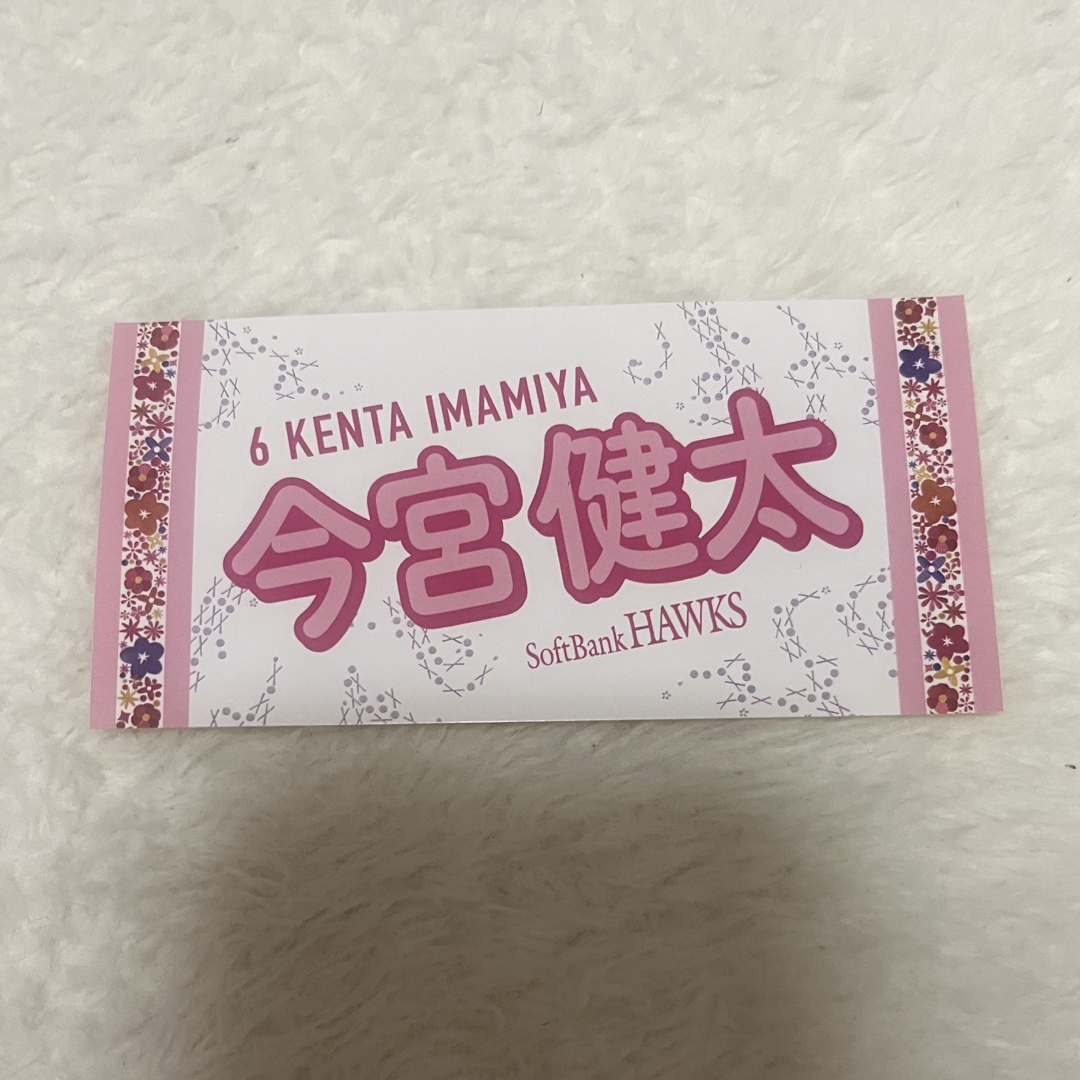 6 KENTA IMAMIYA
今宮健太
SoftBank HAWKS